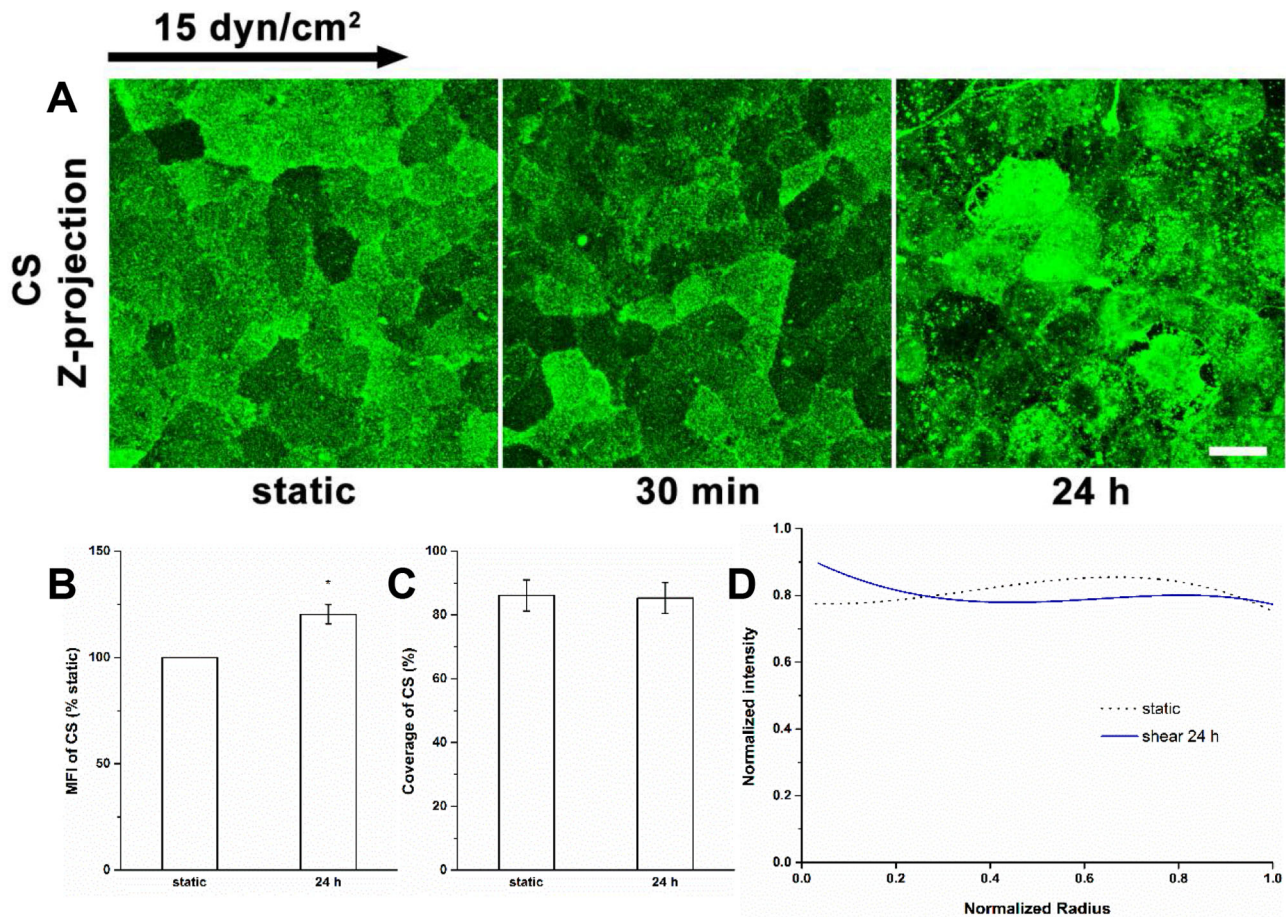 15 dyn/cm²
A
CS
Z-projection
static
30 min
24 h
B
MFI of CS (% static)
150
100
50
0
*
static
24 h
C
Coverage of CS (%)
100
80
60
40
20
0
static
24 h
D
Normalized intensity
1.0
0.8
0.6
0.4
0.2
0.0
static
shear 24 h
0.0 0.2 0.4 0.6 0.8 1.0
Normalized Radius